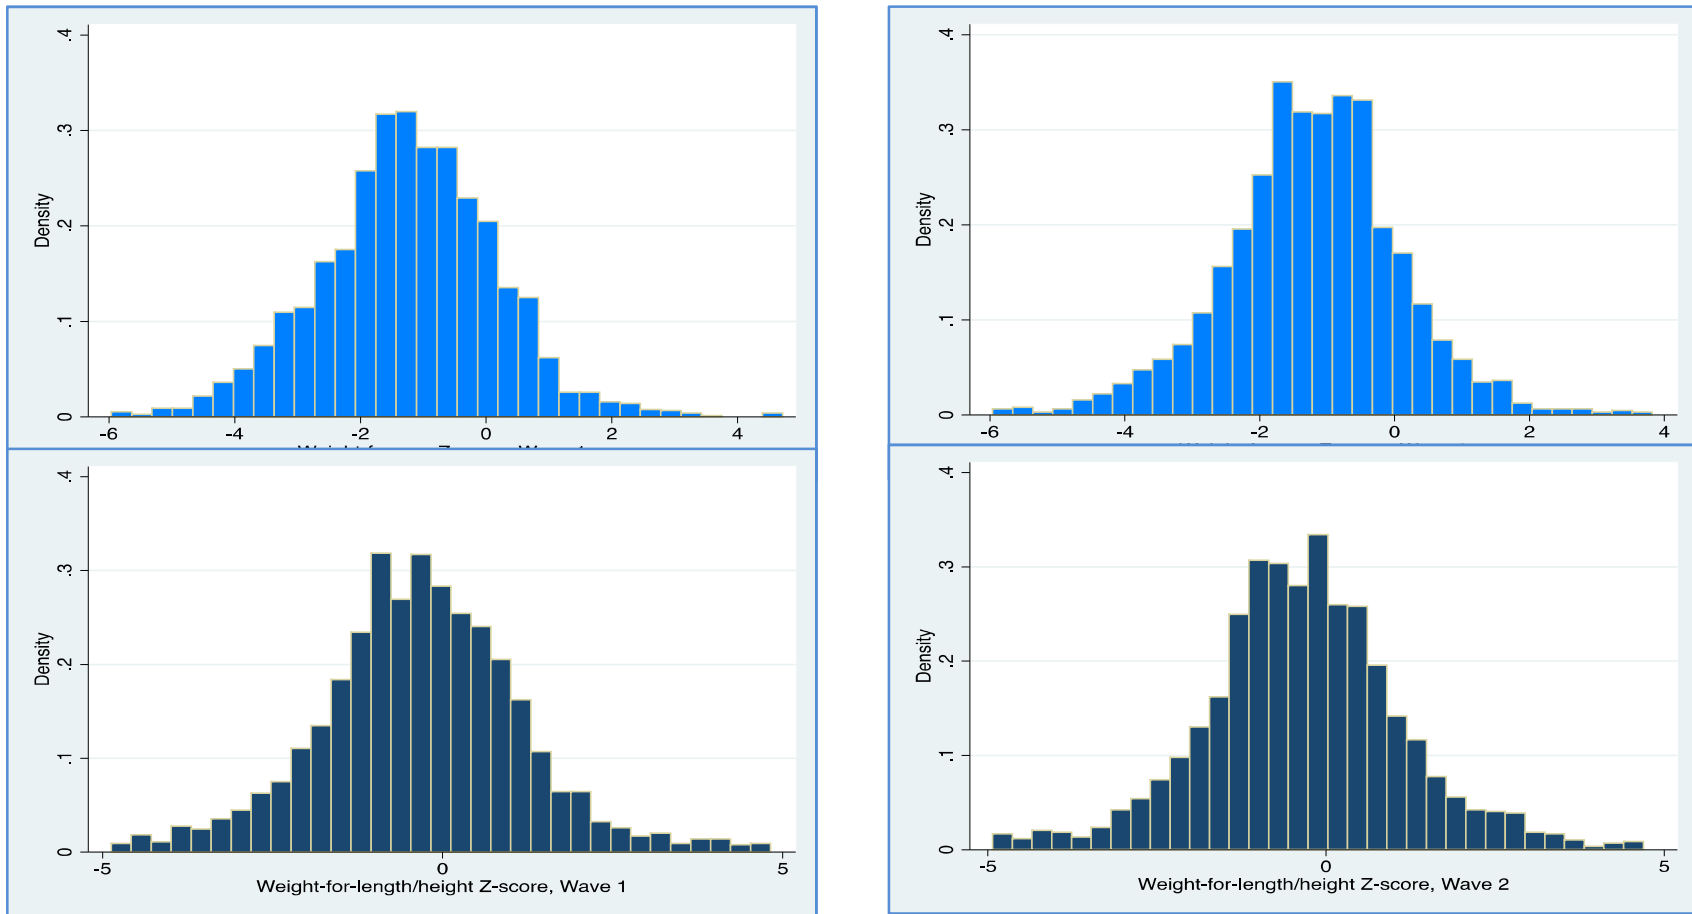 Density
.4
.3
.2
.1
0
-6 -4 -2 0 2 4
Density
.4
.3
.2
.1
0
-6 -4 -2 0 2 4
Density
.4
.3
.2
.1
0
-5 0 5
Weight-for-length/height Z-score, Wave 1
Density
.4
.3
.2
.1
0
-5 0 5
Weight-for-length/height Z-score, Wave 2